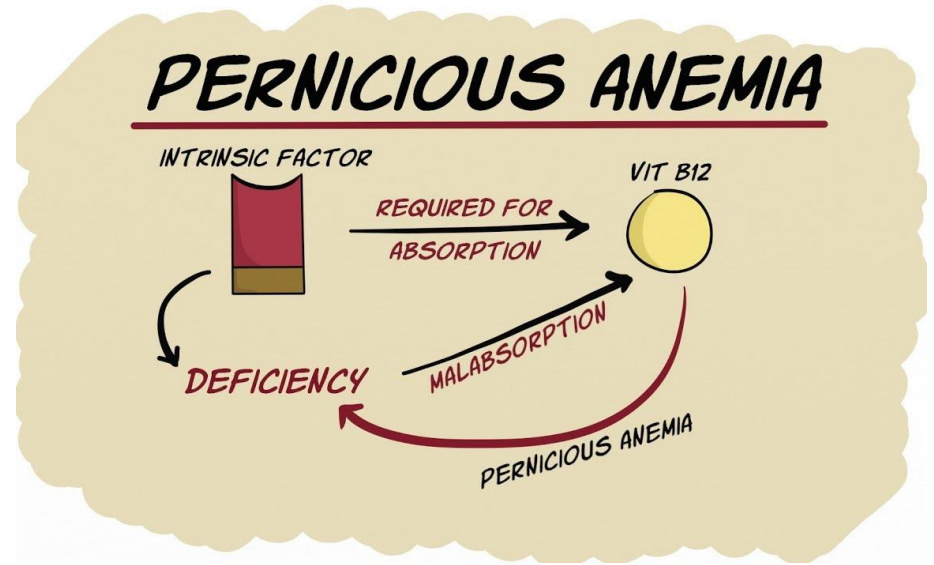 PERNICIOUS ANEMIA
INTRINSIC FACTOR
VIT B12
REQUIRED FOR
ABSORPTION
MALABSORPTION
DEFICIENCY
PERNICIOUS ANEMIA